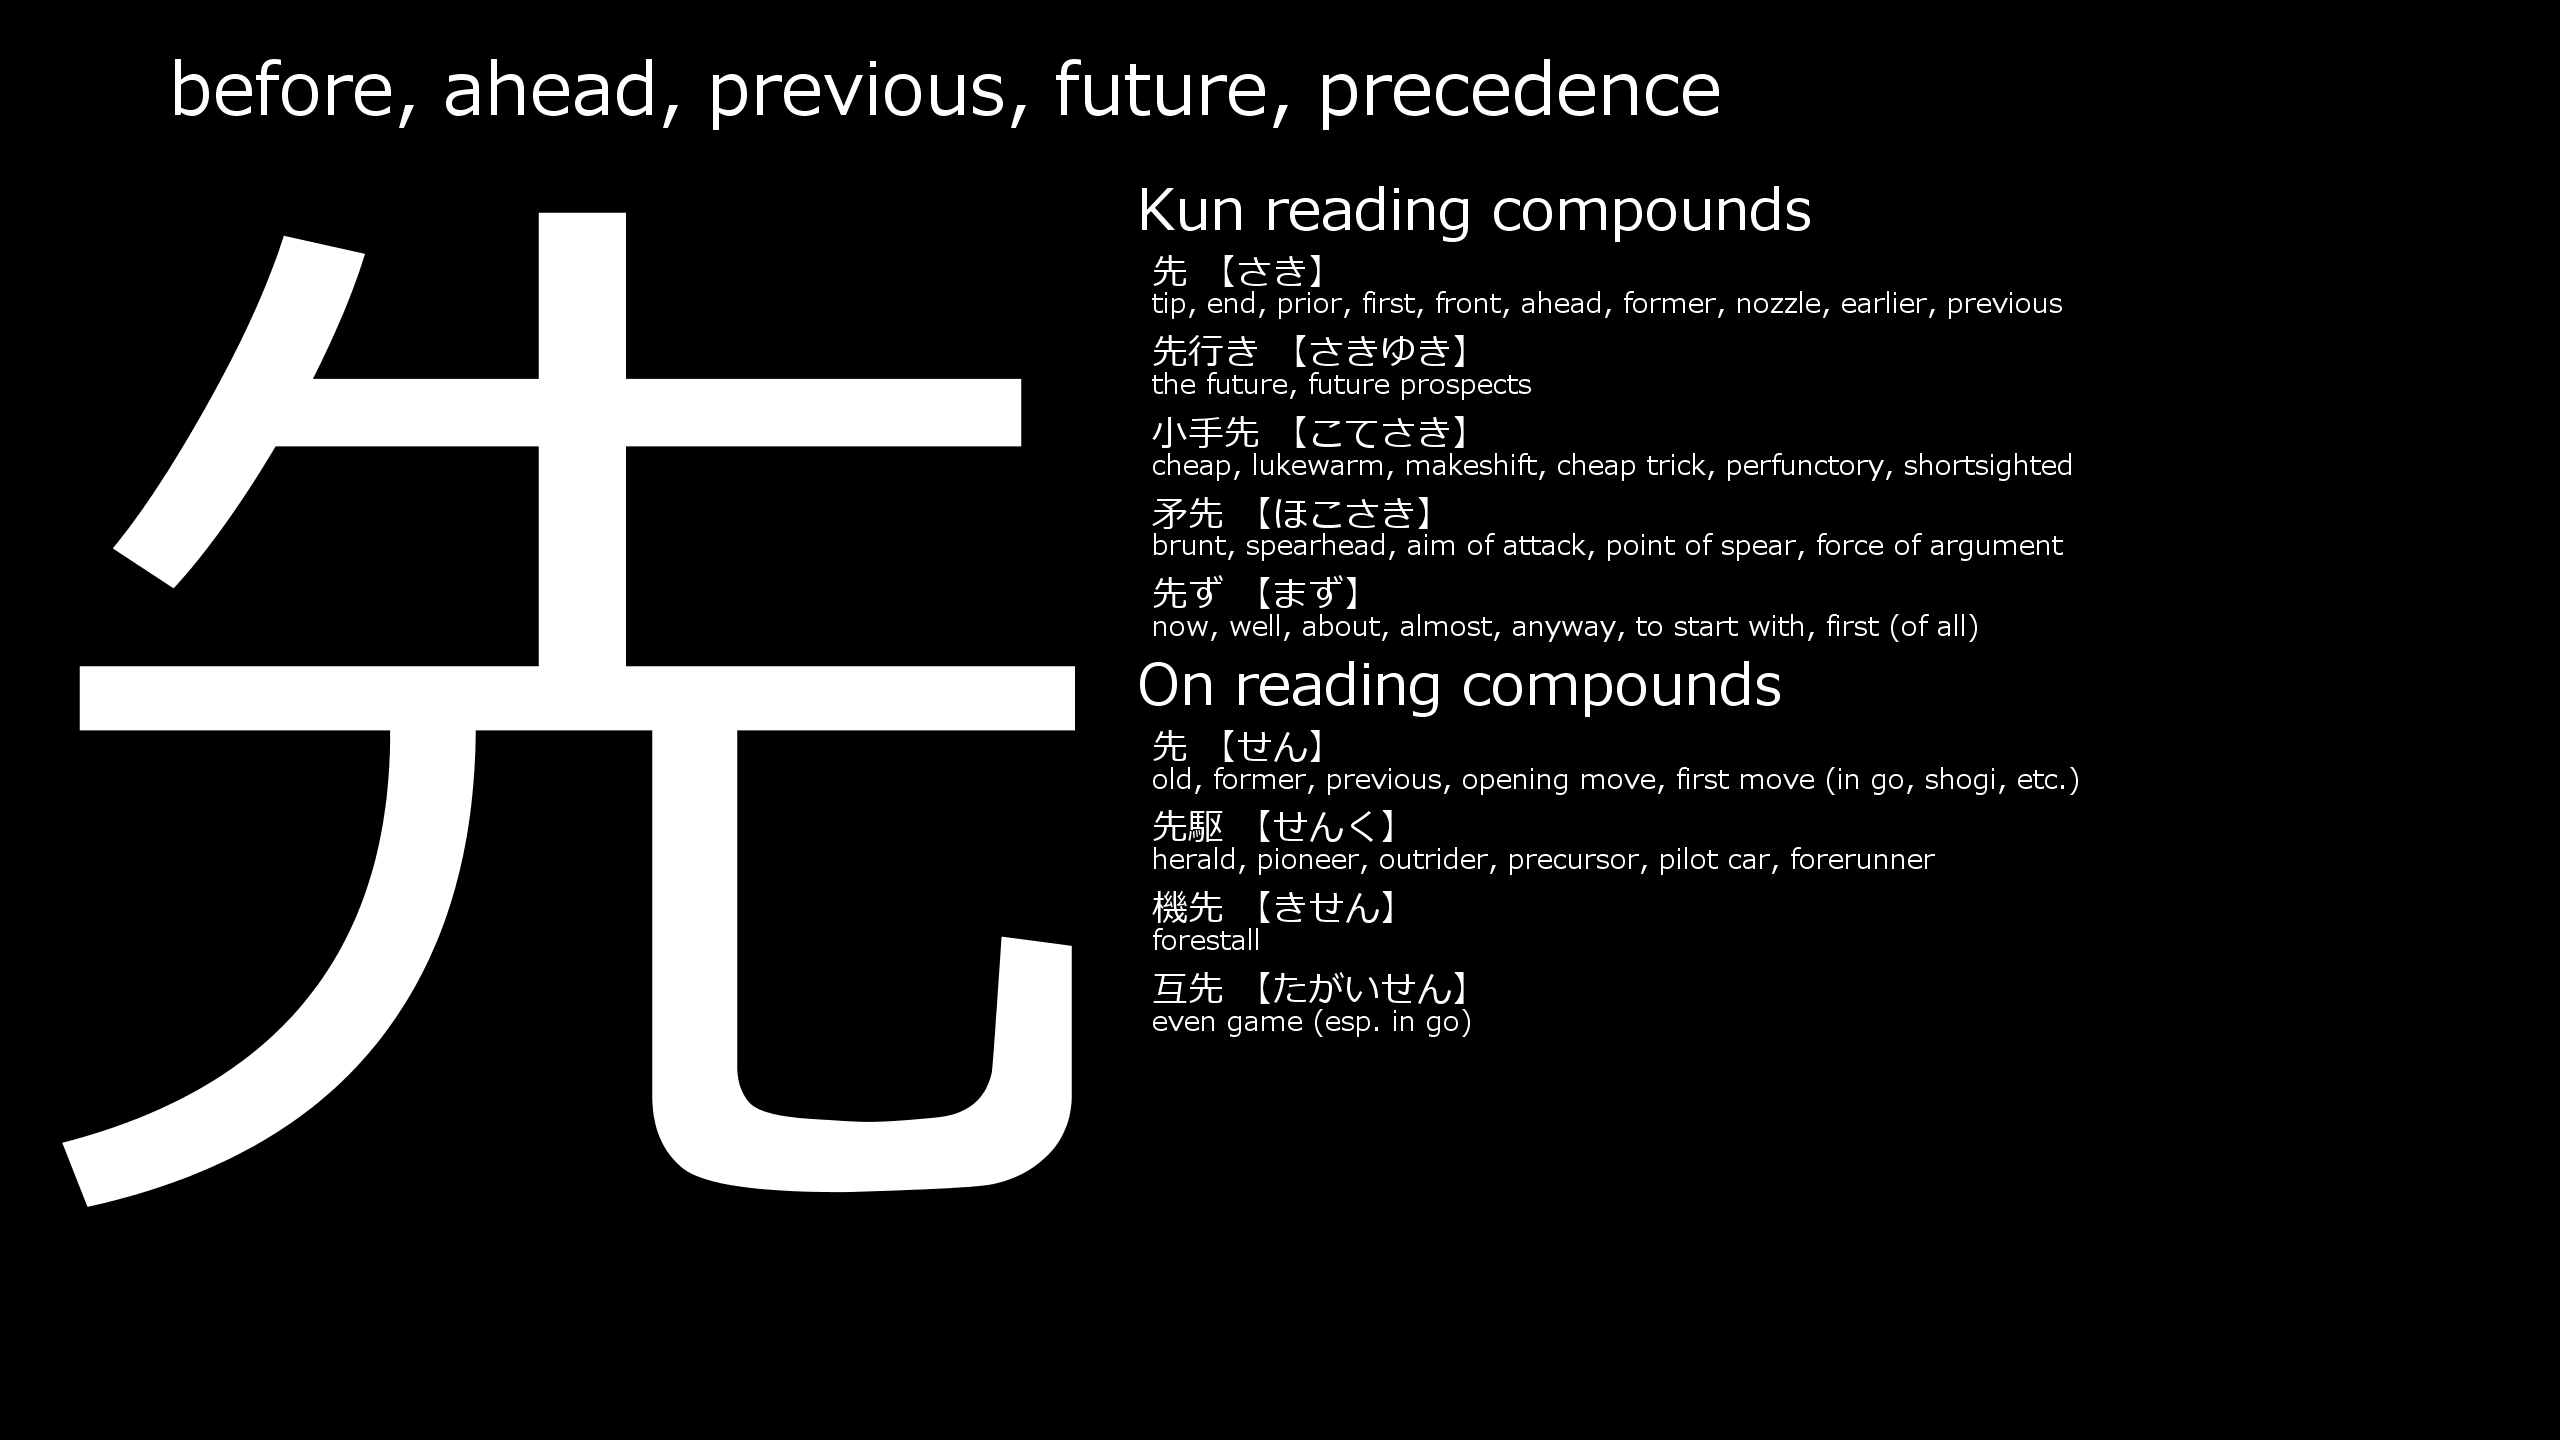 before, ahead, previous, future, precedence
先
Kun reading compounds
先 【さき】
tip, end, prior, first, front, ahead, former, nozzle, earlier, previous
先行き 【さきゆき】
the future, future prospects
小手先 【こてさき】
cheap, lukewarm, makeshift, cheap trick, perfunctory, shortsighted
矛先 【ほこさき】
brunt, spearhead, aim of attack, point of spear, force of argument
先ず 【まず】
now, well, about, almost, anyway, to start with, first (of all)
On reading compounds
先 【せん】
old, former, previous, opening move, first move (in go, shogi, etc.)
先駆 【せんく】
herald, pioneer, outrider, precursor, pilot car, forerunner
機先 【きせん】
forestall
互先 【たがいせん】
even game (esp. in go)